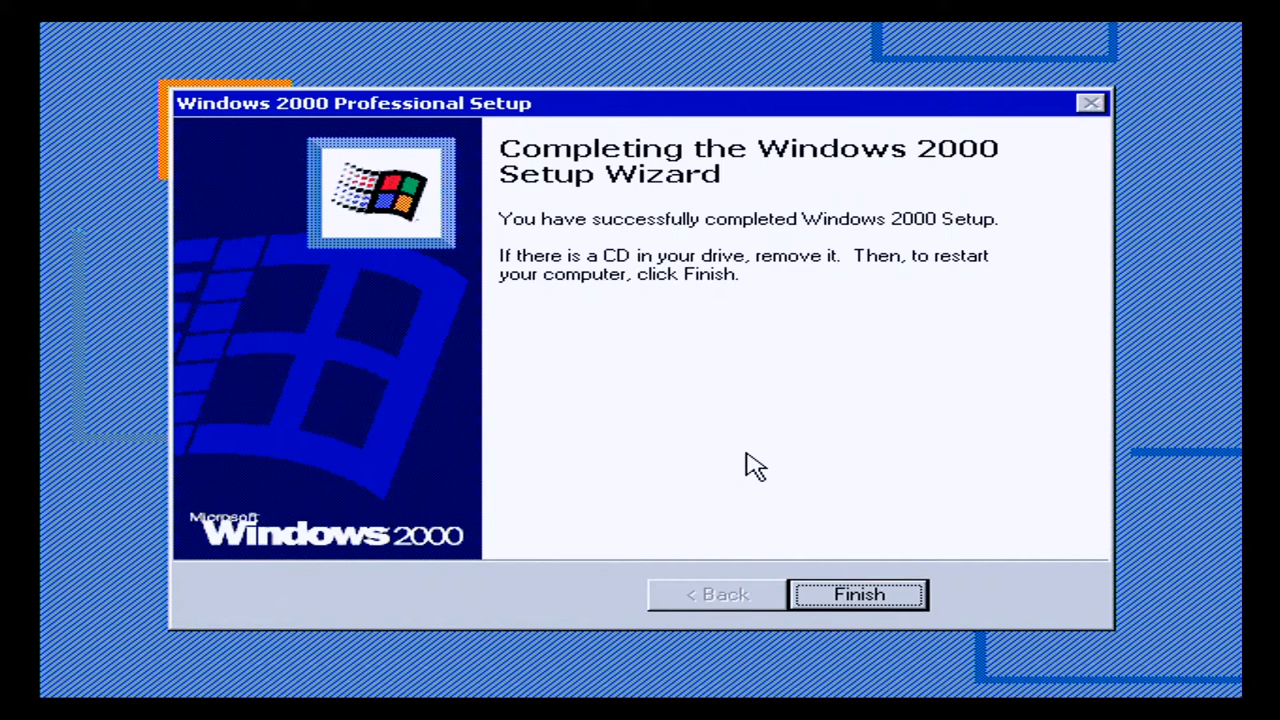 Windows 2000 Professional Setup
Completing the Windows 2000
Setup Wizard
You have successfully completed Windows 2000 Setup.
If there is a CD in your drive, remove it. Then, to restart
your computer, click Finish.
Microsoft
Windows 2000
< Back
Finish